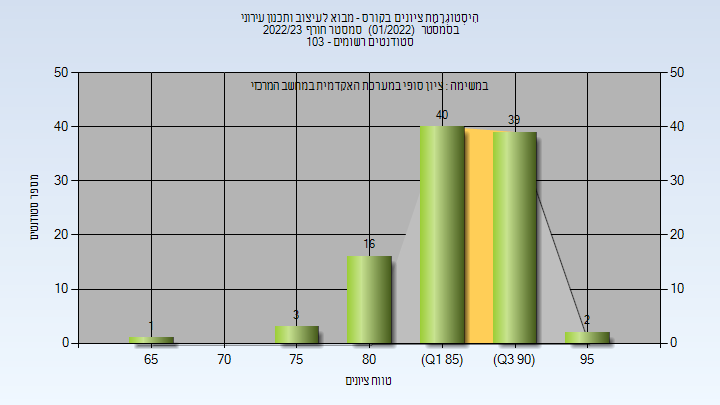 הִיסְטוֹגְרָמַת ציונים בקורס - מבוא לעיצוב ותכנון עירוני
בסמסטר (01/2022) סמסטר חורף 2022/23
סטודנטים רשומים - 103
במשימה : ציון סופי במערכת האקדמית במחשב המרכזי
50
40
30
20
10
0
50
40
30
20
10
0
מספר סטודנטים
1
3
16
40
39
2
65
70
75
80
(Q1 85)
(Q3 90)
95
טווח ציונים